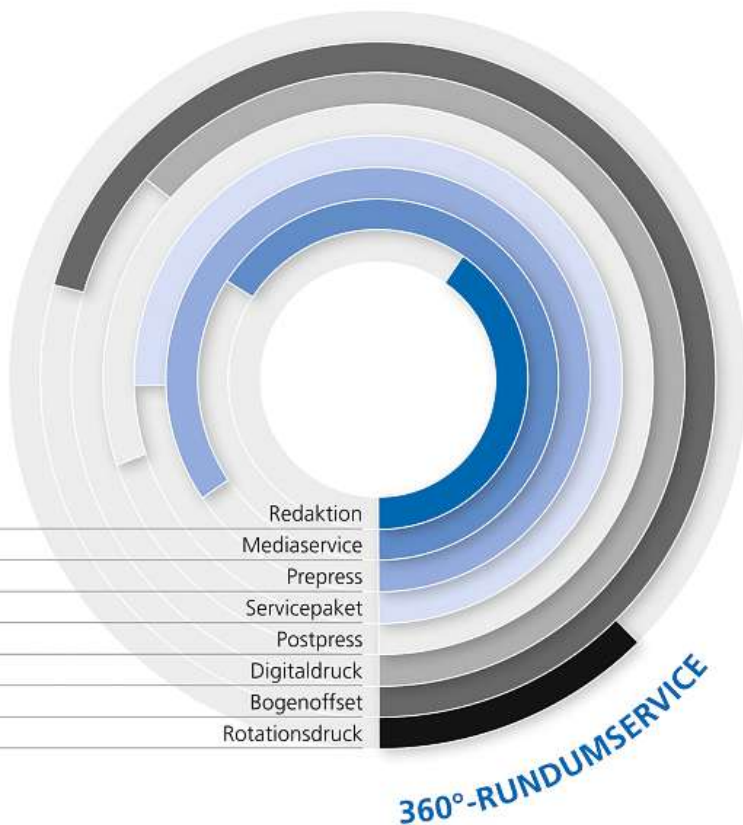 Redaktion
Mediaservice
Prepress
Servicepaket
Postpress
Digitaldruck
Bogenoffset
Rotationsdruck
360°-RUNDUMSERVICE